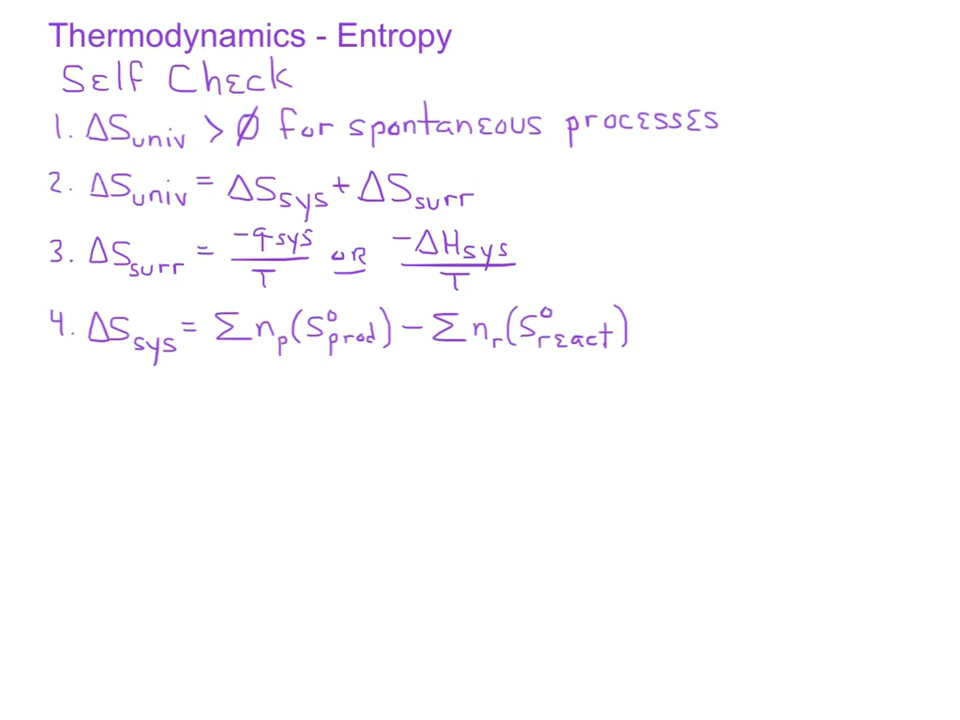 Thermodynamics - Entropy
Self Check
1. ΔSuniv > Ø for spontaneous processes
2. ΔSuniv = ΔSsys + ΔSsurr
3. ΔSsurr = -qsys/T OR -ΔHsys/T
4. ΔSsys = Σnp(S°prod) - Σnr(S°react)